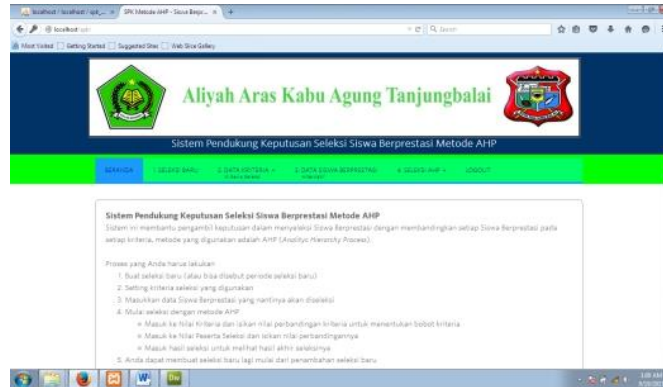 localhost / localhost / spk_...
SPK Metode AHP - Siswa Berpr...
localhost/spk/
Search
Most Visited
Getting Started
Suggested Sites
Web Slice Gallery
Aliyah Aras Kabu Agung Tanjungbalai
Sistem Pendukung Keputusan Seleksi Siswa Berprestasi Metode AHP
BERANDA
1. SELEKSI BARU
2. DATA KRITERIA
3. DATA SISWA BERPRESTASI
4. SELEKSI AHP
LOGOUT
Sistem Pendukung Keputusan Seleksi Siswa Berprestasi Metode AHP
Sistem ini membantu pengambil keputusan dalam menyeleksi Siswa Berprestasi dengan membandingkan setiap Siswa Berprestasi pada
setiap kriteria, metode yang digunakan adalah AHP (Analityc Hierarchy Process).
Proses yang Anda harus lakukan
1. Buat seleksi baru (atau bisa disebut periode seleksi baru)
2. Setting kriteria seleksi yang digunakan
3. Masukkan data Siswa Berprestasi yang nantinya akan diseleksi
4. Mulai seleksi dengan metode AHP
Masuk ke Nilai Kriteria dan isikan nilai perbandingan kriteria untuk menentukan bobot kriteria
Masuk ke Nilai Peserta Seleksi dan isikan nilai perbandingannya
Masuk hasil seleksi untuk melihat hasil akhir seleksinya
5. Anda dapat membuat seleksi baru lagi mulai dari penambahan seleksi baru